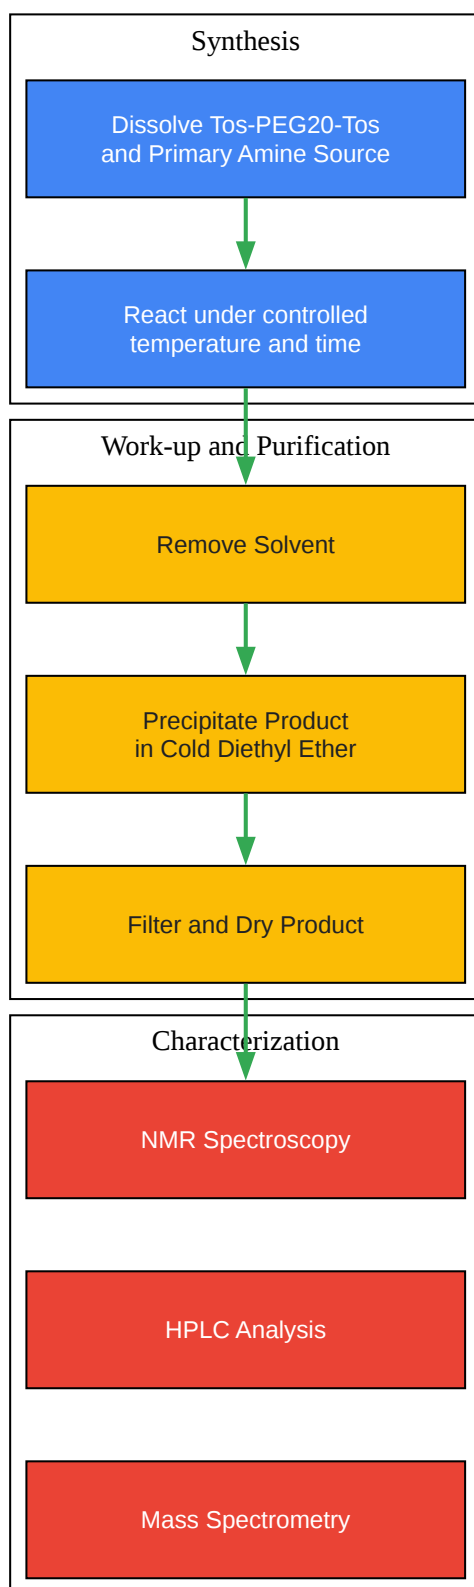 Synthesis
Dissolve Tos-PEG20-Tos
and Primary Amine Source
React under controlled
temperature and time
Work-up and Purification
Remove Solvent
Precipitate Product
in Cold Diethyl Ether
Filter and Dry Product
Characterization
NMR Spectroscopy
HPLC Analysis
Mass Spectrometry